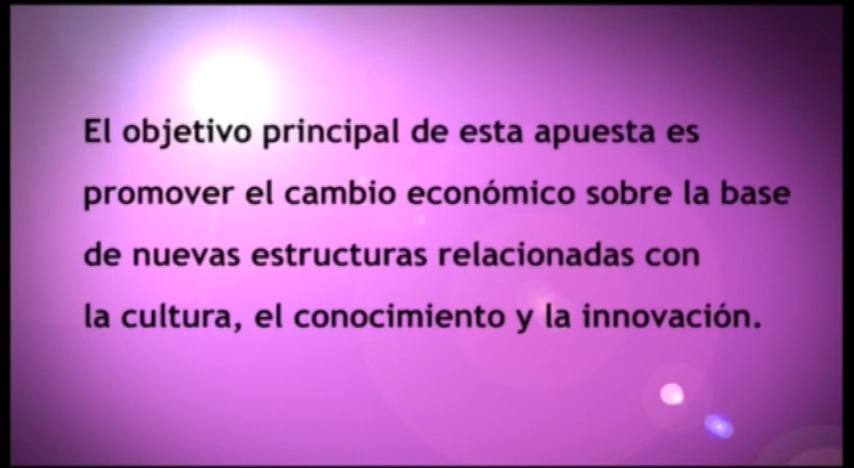 El objetivo principal de esta apuesta es
promover el cambio económico sobre la base
de nuevas estructuras relacionadas con
la cultura, el conocimiento y la innovación.